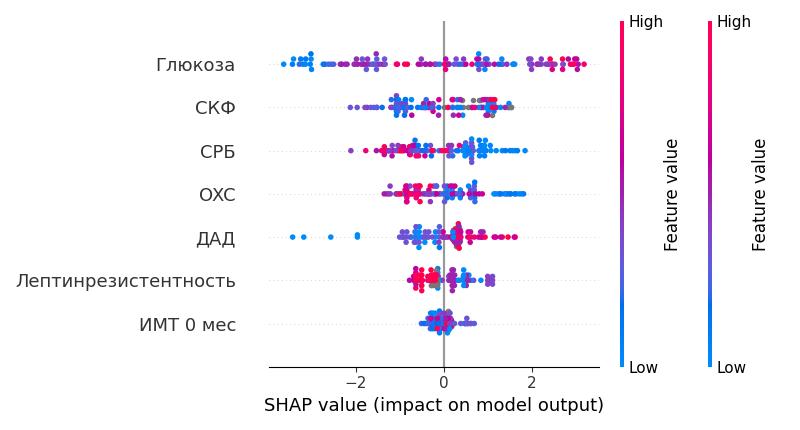 Глюкоза
СКФ
СРБ
ОХС
ДАД
Лептинрезистентность
ИМТ 0 мес
−2
0
2
SHAP value (impact on model output)
High
Feature value
Low
High
Feature value
Low